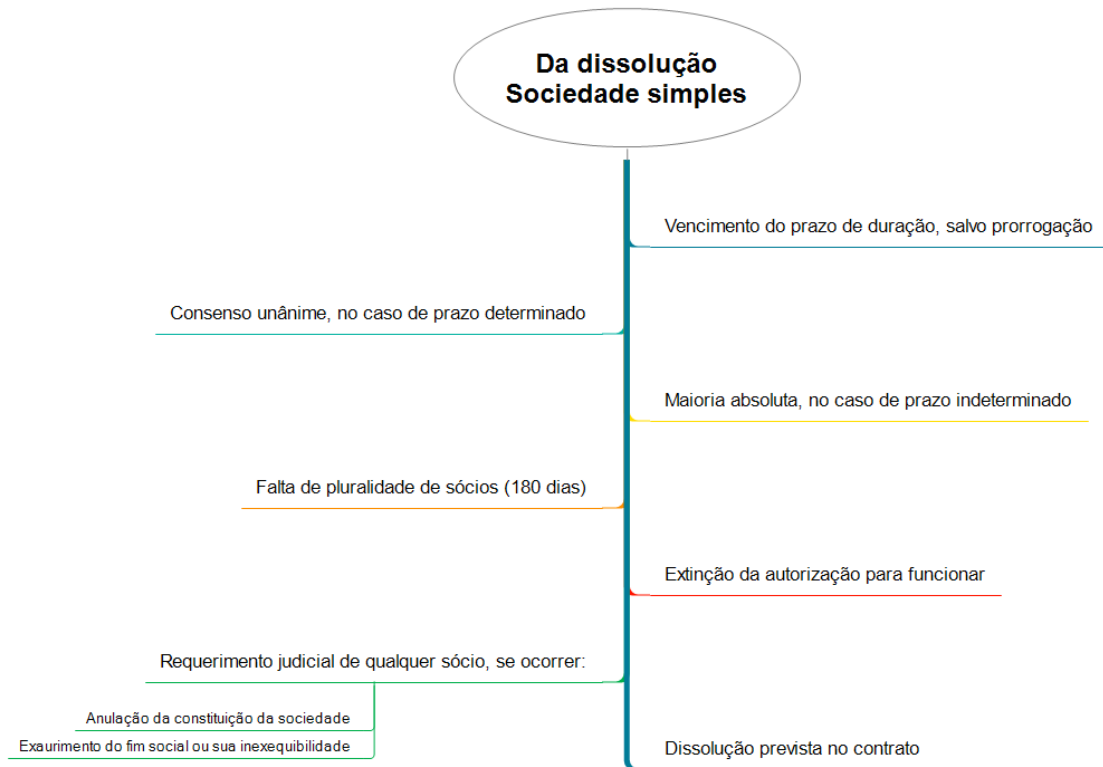 Da dissolução
Sociedade simples
Vencimento do prazo de duração, salvo prorrogação
Consenso unânime, no caso de prazo determinado
Maioria absoluta, no caso de prazo indeterminado
Falta de pluralidade de sócios (180 dias)
Extinção da autorização para funcionar
Requerimento judicial de qualquer sócio, se ocorrer:
Anulação da constituição da sociedade
Exaurimento do fim social ou sua inexequibilidade
Dissolução prevista no contrato